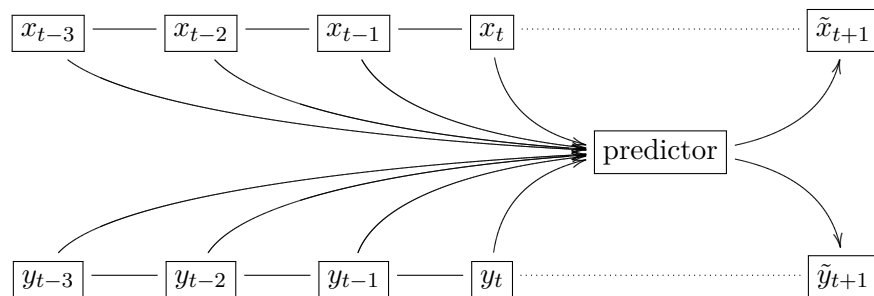 x_{t−3} x_{t−2} x_{t−1} x_t x̃_{t+1}
predictor
y_{t−3} y_{t−2} y_{t−1} y_t ỹ_{t+1}